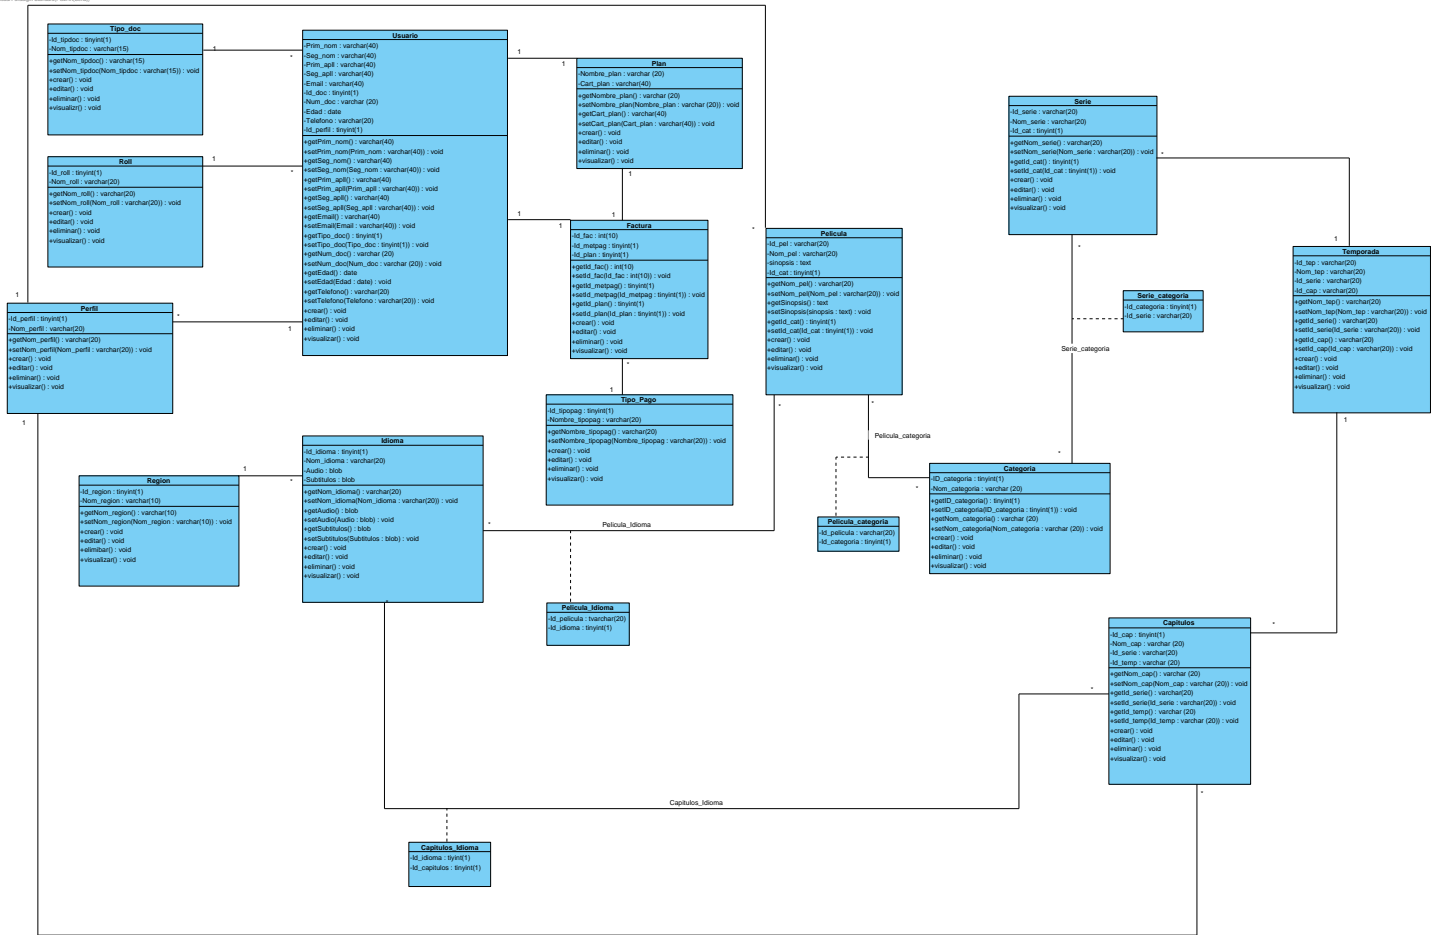 Tipo_doc
-Id_tipdoc : tinyint(1)
-Nom_tipdoc : varchar(15)
+getNom_tipdoc() : varchar(15)
+setNom_tipdoc(Nom_tipdoc : varchar(15)) : void
+crear() : void
+editar() : void
+eliminar() : void
+visualizr() : void
1
*
Usuario
-Prim_nom : varchar(40)
-Seg_nom : varchar(40)
-Prim_apll : varchar(40)
-Seg_apll : varchar(40)
-Email : varchar(40)
-Id_doc : tinyint(1)
-Num_doc : varchar (20)
-Edad : date
-Telefono : varchar(20)
-Id_perfil : tinyint(1)
+getPrim_nom() : varchar(40)
+setPrim_nom(Prim_nom : varchar(40)) : void
+getSeg_nom() : varchar(40)
+setSeg_nom(Seg_nom : varchar(40)) : void
+getPrim_apll() : varchar(40)
+setPrim_apll(Prim_apll : varchar(40)) : void
+getSeg_apll() : varchar(40)
+setSeg_apll(Seg_apll : varchar(40)) : void
+getEmail() : varchar(40)
+setEmail(Email : varchar(40)) : void
+getTipo_doc() : tinyint(1)
+setTipo_doc(Tipo_doc : tinyint(1)) : void
+getNum_doc() : varchar (20)
+setNum_doc(Num_doc : varchar (20)) : void
+getEdad() : date
+setEdad(Edad : date) : void
+getTelefono() : varchar(20)
+setTelefono(Telefono : varchar(20)) : void
+crear() : void
+editar() : void
+eliminar() : void
+visualizar() : void
1
1
Plan
-Nombre_plan : varchar (20)
-Cart_plan : varchar(40)
+getNombre_plan() : varchar (20)
+setNombre_plan(Nombre_plan : varchar (20)) : void
+getCart_plan() : varchar(40)
+setCart_plan(Cart_plan : varchar(40)) : void
+crear() : void
+editar() : void
+eliminar() : void
+visualizar() : void
1
1
Serie
-Id_serie : varchar(20)
-Nom_serie : varchar(20)
-Id_cat : tinyint(1)
+getNom_serie() : varchar(20)
+setNom_serie(Nom_serie : varchar(20)) : void
+getId_cat() : tinyint(1)
+setId_cat(Id_cat : tinyint(1)) : void
+crear() : void
+editar() : void
+eliminar() : void
+visualizar() : void
*
1
*
Roll
-Id_roll : tinyint(1)
-Nom_roll : varchar(20)
+getNom_roll() : varchar(20)
+setNom_roll(Nom_roll : varchar(20)) : void
+crear() : void
+editar() : void
+eliminar() : void
+visualizar() : void
1
*
1
1
Factura
-Id_fac : int(10)
-Id_metpag : tinyint(1)
-Id_plan : tinyint(1)
+getId_fac() : int(10)
+setId_fac(Id_fac : int(10)) : void
+getId_metpag() : tinyint(1)
+setId_metpag(Id_metpag : tinyint(1)) : void
+getId_plan() : tinyint(1)
+setId_plan(Id_plan : tinyint(1)) : void
+crear() : void
+editar() : void
+eliminar() : void
+visualizar() : void
*
1
*
Pelicula
-Id_pel : varchar(20)
-Nom_pel : varchar(20)
-sinopsis : text
-Id_cat : tinyint(1)
+getNom_pel() : varchar(20)
+setNom_pel(Nom_pel : varchar(20)) : void
+getSinopsis() : text
+setSinopsis(sinopsis : text) : void
+getId_cat() : tinyint(1)
+setId_cat(Id_cat : tinyint(1)) : void
+crear() : void
+editar() : void
+eliminar() : void
+visualizar() : void
*
*
Temporada
-Id_tep : varchar(20)
-Nom_tep : varchar(20)
-Id_serie : varchar(20)
-Id_cap : varchar(20)
+getNom_tep() : varchar(20)
+setNom_tep(Nom_tep : varchar(20)) : void
+getId_serie() : varchar(20)
+setId_serie(Id_serie : varchar(20)) : void
+getId_cap() : varchar(20)
+setId_cap(Id_cap : varchar(20)) : void
+crear() : void
+editar() : void
+eliminar() : void
+visualizar() : void
1
Serie_categoria
-Id_categoria : tinyint(1)
-Id_serie : varchar(20)
Serie_categoria
*
1
Perfil
-Id_perfil : tinyint(1)
-Nom_perfil : varchar(20)
+getNom_perfil() : varchar(20)
+setNom_perfil(Nom_perfil : varchar(20)) : void
+crear() : void
+editar() : void
+eliminar() : void
+visualizar() : void
*
1
1
Tipo_Pago
-Id_tipopag : tinyint(1)
-Nombre_tipopag : varchar(20)
+getNombre_tipopag() : varchar(20)
+setNombre_tipopag(Nombre_tipopag : varchar(20)) : void
+crear() : void
+editar() : void
+eliminar() : void
+visualizar() : void
Pelicula_categoria
*
Idioma
-Id_idioma : tinyint(1)
-Nom_idioma : varchar(20)
-Audio : blob
-Subtitulos : blob
+getNom_idioma() : varchar(20)
+setNom_idioma(Nom_idioma : varchar(20)) : void
+getAudio() : blob
+setAudio(Audio : blob) : void
+getSubtitulos() : blob
+setSubtitulos(Subtitulos : blob) : void
+crear() : void
+editar() : void
+eliminar() : void
+visualizar() : void
*
*
Region
-Id_region : tinyint(1)
-Nom_region : varchar(10)
+getNom_region() : varchar(10)
+setNom_region(Nom_region : varchar(10)) : void
+crear() : void
+editar() : void
+elimibar() : void
+visualizar() : void
1
*
Categoria
-ID_categoria : tinyint(1)
-Nom_categoria : varchar (20)
+getID_categoria() : tinyint(1)
+setID_categoria(ID_categoria : tinyint(1)) : void
+getNom_categoria() : varchar (20)
+setNom_categoria(Nom_categoria : varchar (20)) : void
+crear() : void
+editar() : void
+eliminar() : void
+visualizar() : void
Pelicula_categoria
-Id_pelicula : varchar(20)
-Id_categoria : tinyint(1)
Pelicula_Idioma
Pelicula_Idioma
-Id_pelicula : tvarchar(20)
-Id_idioma : tinyint(1)
Capitulos
-Id_cap : tinyint(1)
-Nom_cap : varchar (20)
-Id_serie : varchar(20)
-Id_temp : varchar (20)
+getNom_cap() : varchar (20)
+setNom_cap(Nom_cap : varchar (20)) : void
+getId_serie() : varchar(20)
+setId_serie(Id_serie : varchar(20)) : void
+getId_temp() : varchar (20)
+setId_temp(Id_temp : varchar (20)) : void
+crear() : void
+editar() : void
+eliminar() : void
+visualizar() : void
*
*
*
Capitulos_Idioma
Capitulos_Idioma
-Id_idioma : tiyint(1)
-Id_capitulos : tinyint(1)